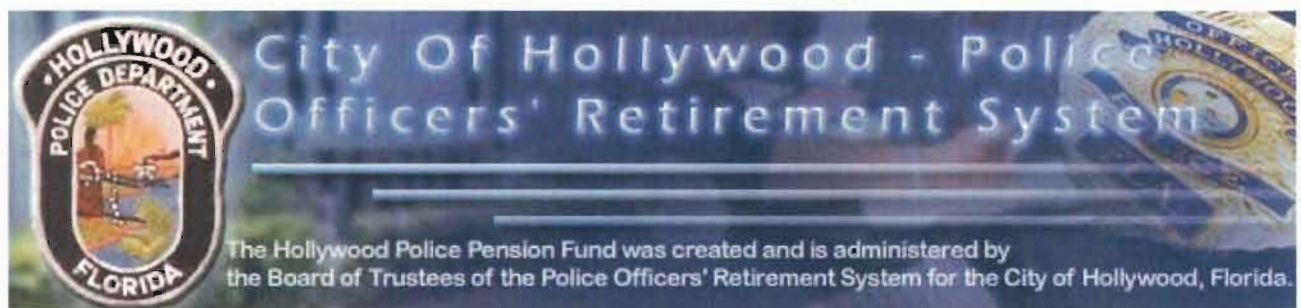 HOLLYWOOD
POLICE DEPARTMENT
FLORIDA
City Of Hollywood - Police
Officers' Retirement System
The Hollywood Police Pension Fund was created and is administered by
the Board of Trustees of the Police Officers' Retirement System for the City of Hollywood, Florida.
HOLLYWOOD